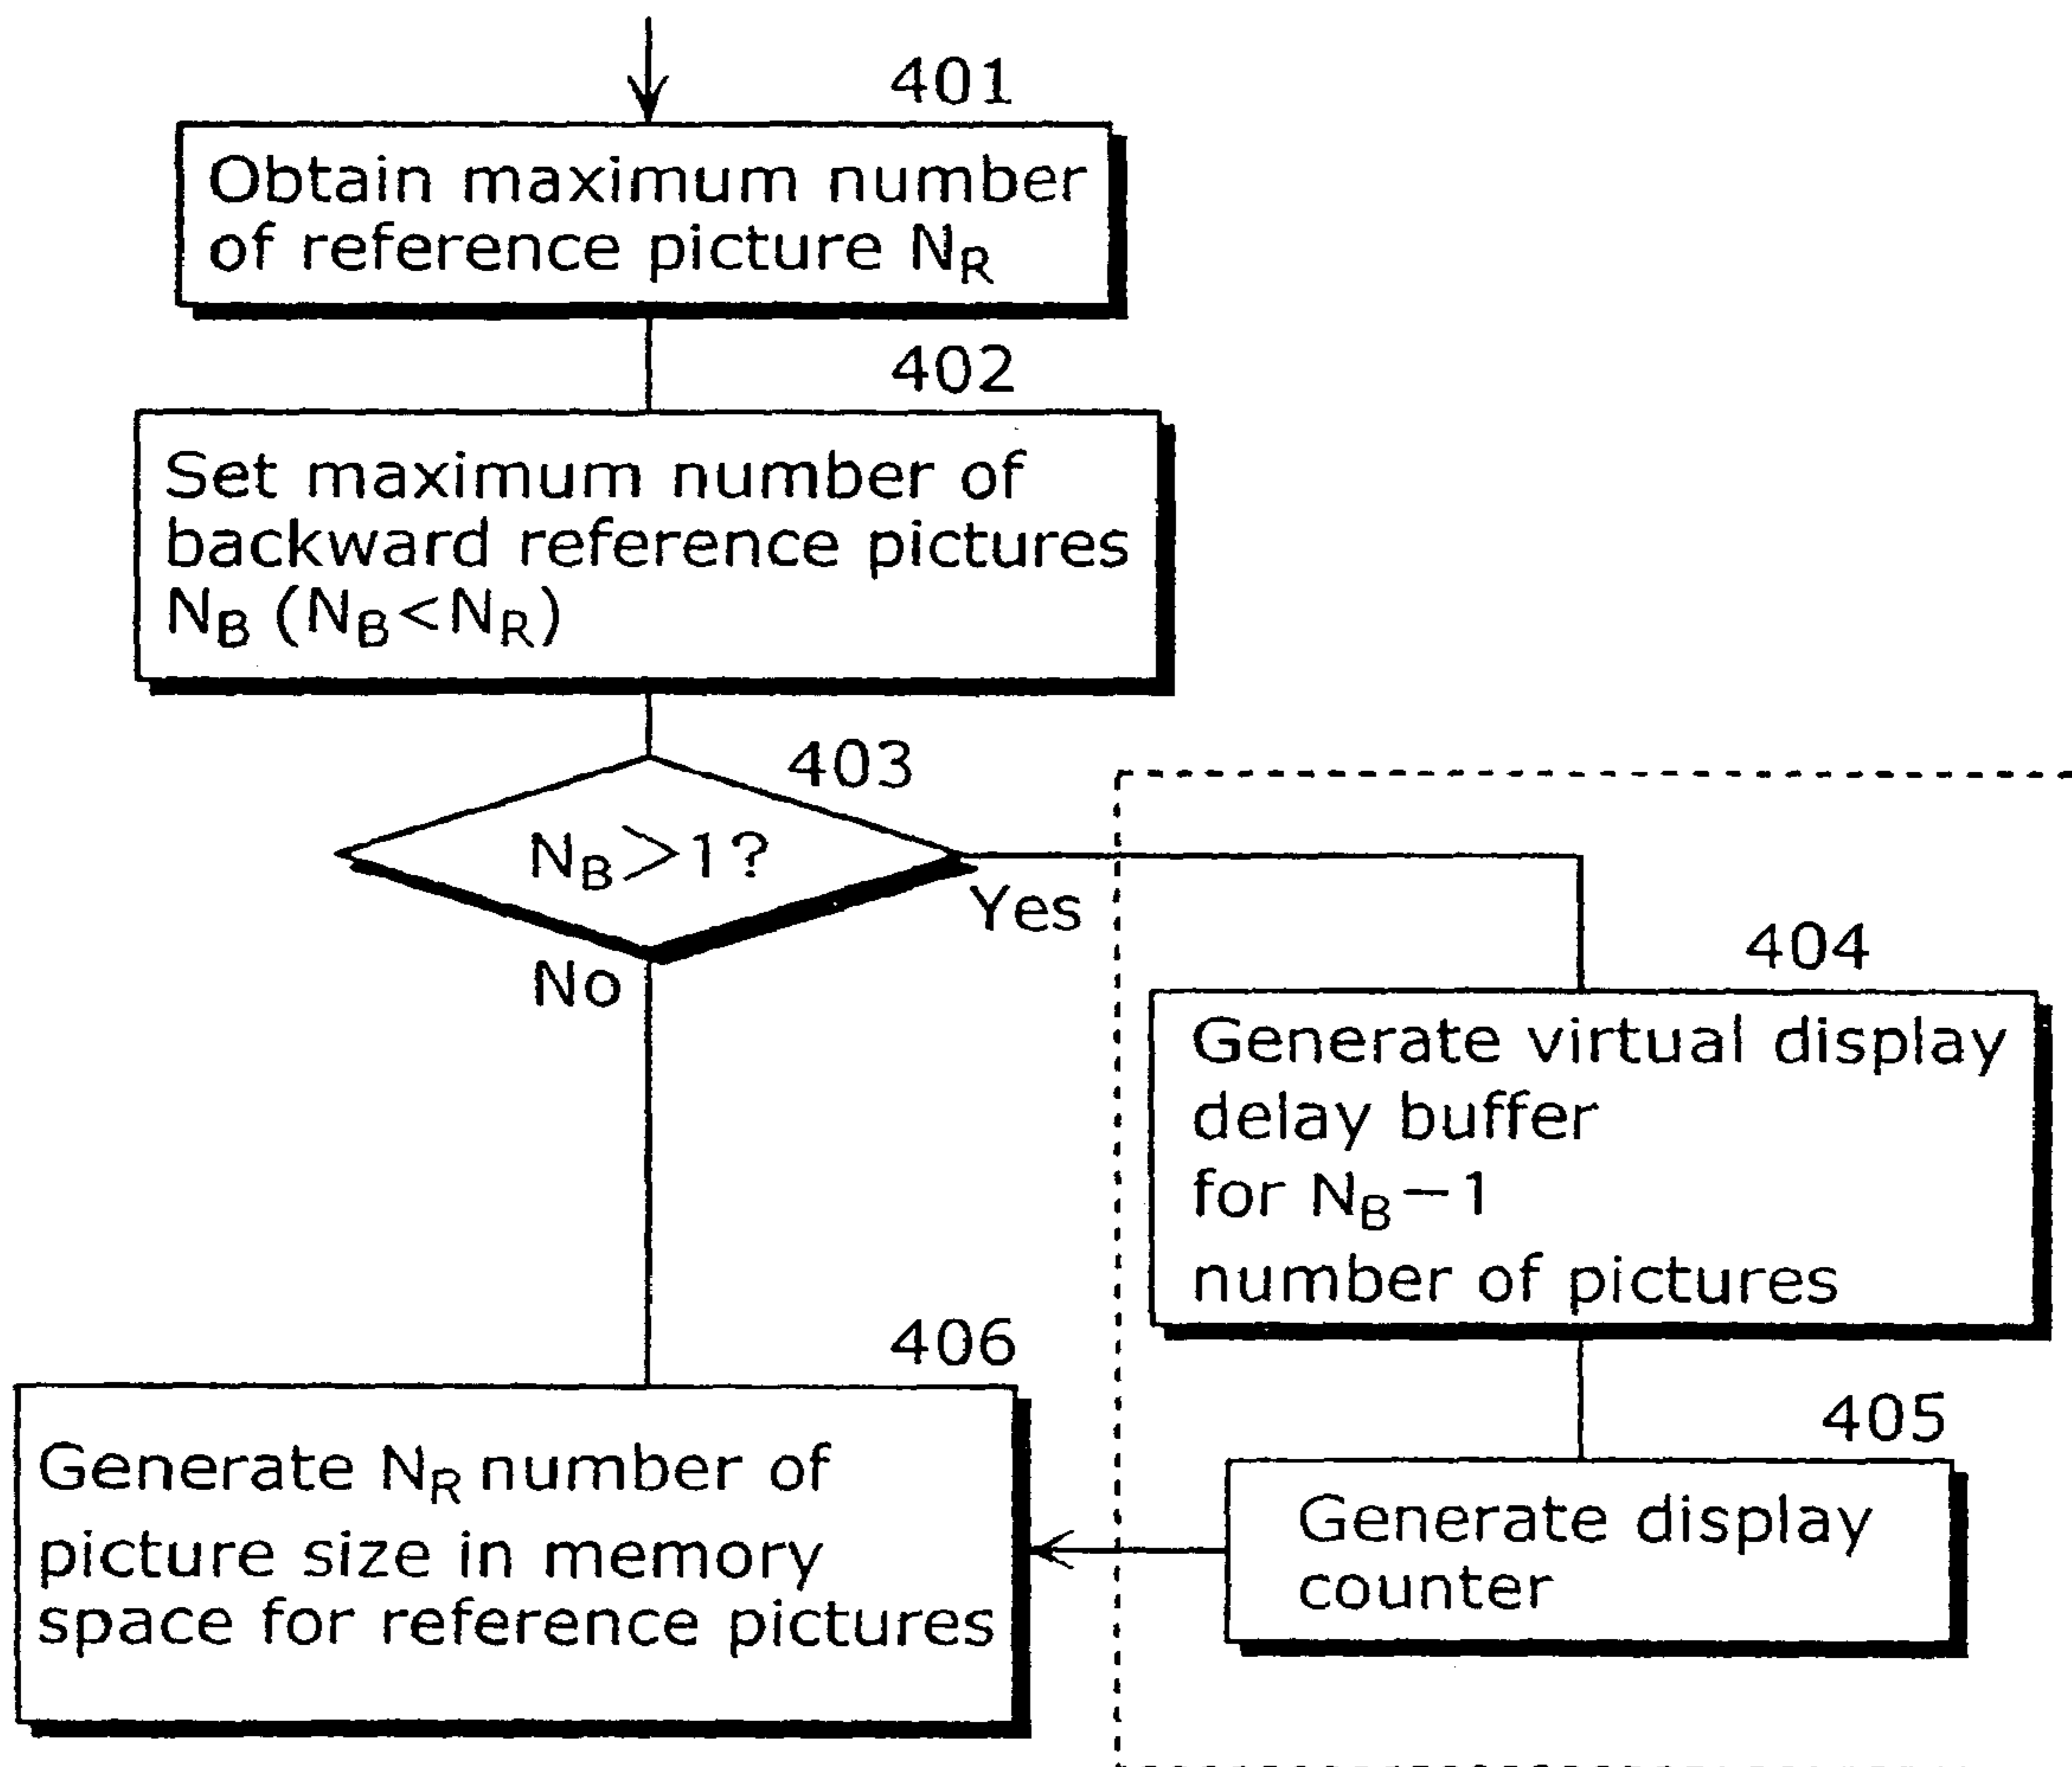 401
Obtain maximum number
of reference picture NR
402
Set maximum number of
backward reference pictures
NB (NB<NR)
403
NB>1?
Yes
No
404
Generate virtual display
delay buffer
for NB−1
number of pictures
405
Generate display
counter
406
Generate NR number of
picture size in memory
space for reference pictures